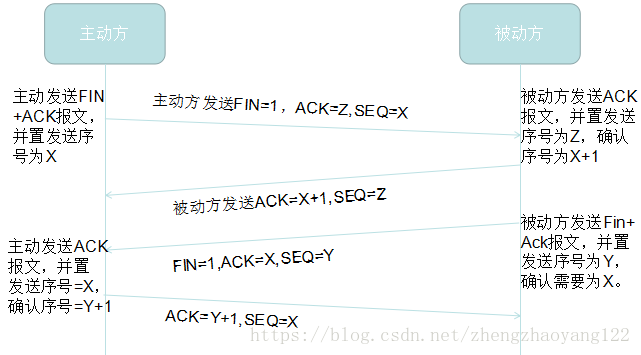 主动方
被动方
主动发送FIN
+ACK报文,
并置发送序
号为X
主动方发送FIN=1，ACK=Z,SEQ=X
被动方发送ACK
报文，并置发送
序号为Z，确认
序号为X+1
被动方发送ACK=X+1,SEQ=Z
被动方发送Fin+
Ack报文，并置
发送序号为Y，
确认需要为X。
主动发送ACK
报文，并置
发送序号=X，
确认序号=Y+1
FIN=1,ACK=X,SEQ=Y
ACK=Y+1,SEQ=X
https://blog.csdn.net/zhengzhaoyang122